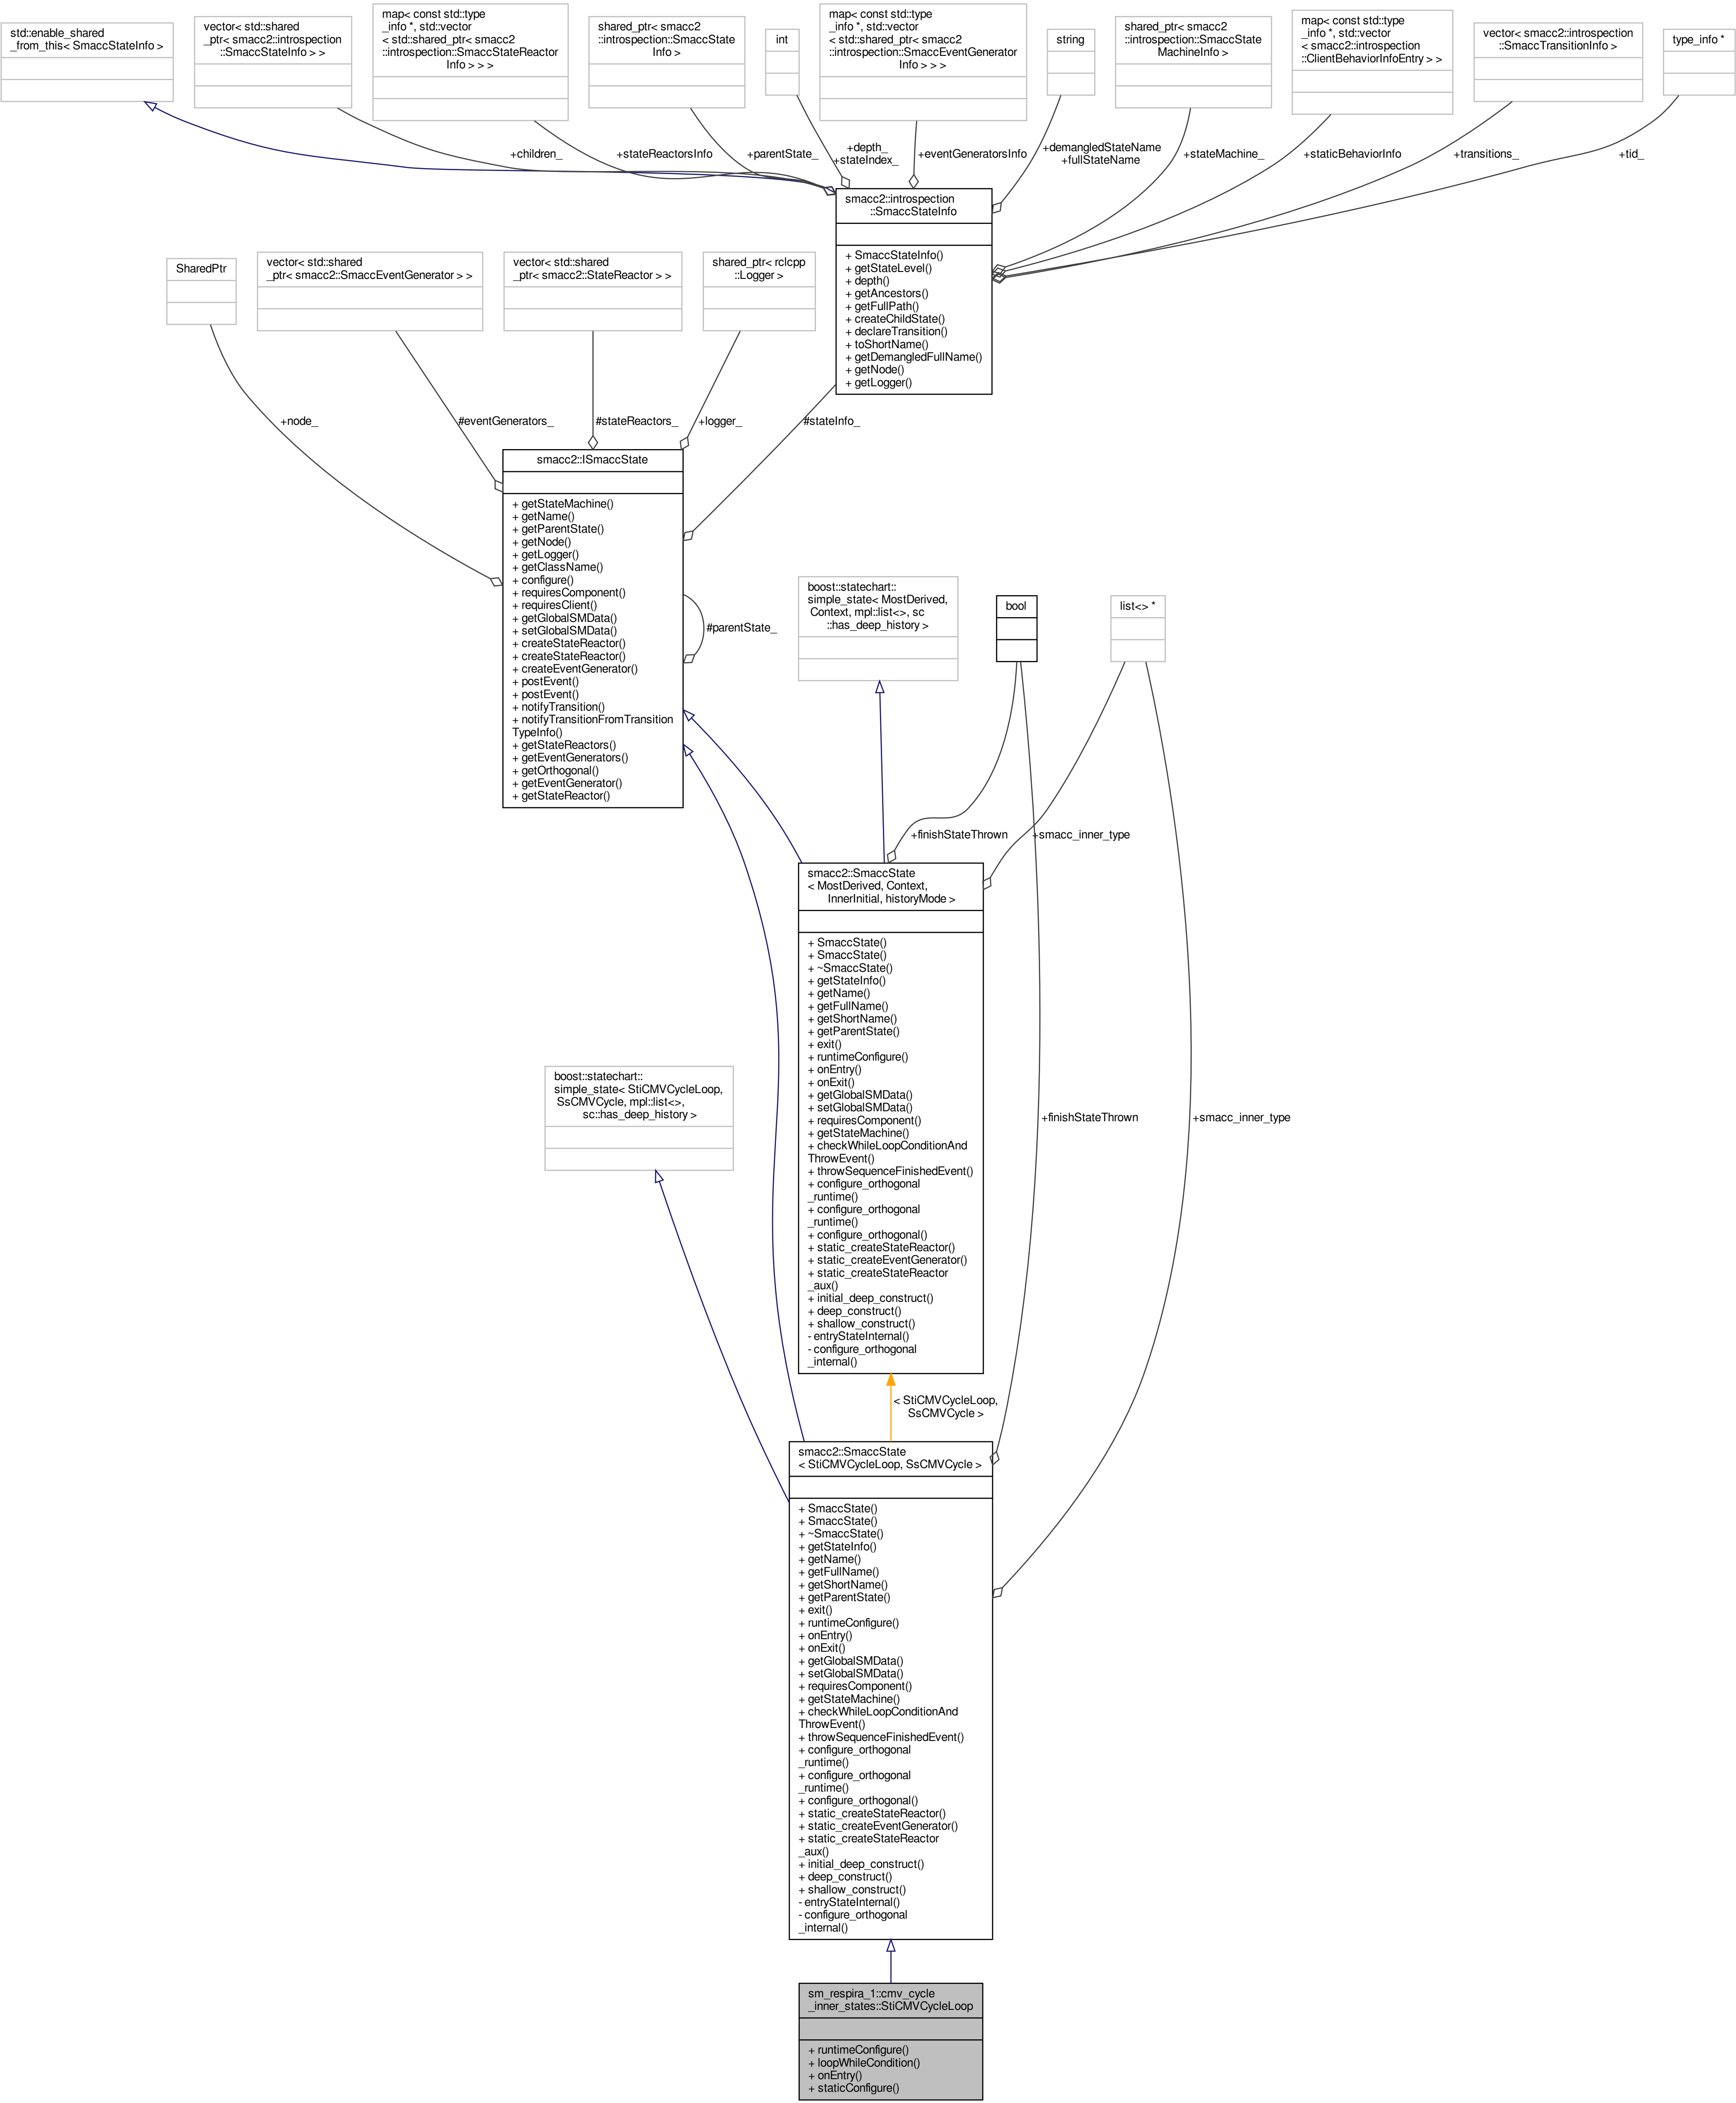 std::enable_shared
_from_this< SmaccStateInfo >
vector< std::shared
_ptr< smacc2::introspection
::SmaccStateInfo > >
map< const std::type
_info *, std::vector
< std::shared_ptr< smacc2
::introspection::SmaccStateReactor
Info > > >
shared_ptr< smacc2
::introspection::SmaccState
Info >
int
map< const std::type
_info *, std::vector
< std::shared_ptr< smacc2
::introspection::SmaccEventGenerator
Info > > >
string
shared_ptr< smacc2
::introspection::SmaccState
MachineInfo >
map< const std::type
_info *, std::vector
< smacc2::introspection
::ClientBehaviorInfoEntry > >
vector< smacc2::introspection
::SmaccTransitionInfo >
type_info *
+children_
+stateReactorsInfo
+parentState_
+depth_
+stateIndex_
+eventGeneratorsInfo
+demangledStateName
+fullStateName
+stateMachine_
+staticBehaviorInfo
+transitions_
+tid_
smacc2::introspection
::SmaccStateInfo
+ SmaccStateInfo()
+ getStateLevel()
+ depth()
+ getAncestors()
+ getFullPath()
+ createChildState()
+ declareTransition()
+ toShortName()
+ getDemangledFullName()
+ getNode()
+ getLogger()
SharedPtr
vector< std::shared
_ptr< smacc2::SmaccEventGenerator > >
vector< std::shared
_ptr< smacc2::StateReactor > >
shared_ptr< rclcpp
::Logger >
+node_
#eventGenerators_
#stateReactors_
+logger_
#stateInfo_
smacc2::ISmaccState
+ getStateMachine()
+ getName()
+ getParentState()
+ getNode()
+ getLogger()
+ getClassName()
+ configure()
+ requiresComponent()
+ requiresClient()
+ getGlobalSMData()
+ setGlobalSMData()
+ createStateReactor()
+ createStateReactor()
+ createEventGenerator()
+ postEvent()
+ postEvent()
+ notifyTransition()
+ notifyTransitionFromTransition
TypeInfo()
+ getStateReactors()
+ getEventGenerators()
+ getOrthogonal()
+ getEventGenerator()
+ getStateReactor()
#parentState_
boost::statechart::
simple_state< MostDerived,
Context, mpl::list<>, sc
::has_deep_history >
bool
list<> *
+finishStateThrown
+smacc_inner_type
smacc2::SmaccState
< MostDerived, Context,
InnerInitial, historyMode >
+ SmaccState()
+ SmaccState()
+ ~SmaccState()
+ getStateInfo()
+ getName()
+ getFullName()
+ getShortName()
+ getParentState()
+ exit()
+ runtimeConfigure()
+ onEntry()
+ onExit()
+ getGlobalSMData()
+ setGlobalSMData()
+ requiresComponent()
+ getStateMachine()
+ checkWhileLoopConditionAnd
ThrowEvent()
+ throwSequenceFinishedEvent()
+ configure_orthogonal
_runtime()
+ configure_orthogonal
_runtime()
+ configure_orthogonal()
+ static_createStateReactor()
+ static_createEventGenerator()
+ static_createStateReactor
_aux()
+ initial_deep_construct()
+ deep_construct()
+ shallow_construct()
- entryStateInternal()
- configure_orthogonal
_internal()
boost::statechart::
simple_state< StiCMVCycleLoop,
SsCMVCycle, mpl::list<>,
sc::has_deep_history >
+finishStateThrown
+smacc_inner_type
< StiCMVCycleLoop,
SsCMVCycle >
smacc2::SmaccState
< StiCMVCycleLoop, SsCMVCycle >
+ SmaccState()
+ SmaccState()
+ ~SmaccState()
+ getStateInfo()
+ getName()
+ getFullName()
+ getShortName()
+ getParentState()
+ exit()
+ runtimeConfigure()
+ onEntry()
+ onExit()
+ getGlobalSMData()
+ setGlobalSMData()
+ requiresComponent()
+ getStateMachine()
+ checkWhileLoopConditionAnd
ThrowEvent()
+ throwSequenceFinishedEvent()
+ configure_orthogonal
_runtime()
+ configure_orthogonal
_runtime()
+ configure_orthogonal()
+ static_createStateReactor()
+ static_createEventGenerator()
+ static_createStateReactor
_aux()
+ initial_deep_construct()
+ deep_construct()
+ shallow_construct()
- entryStateInternal()
- configure_orthogonal
_internal()
sm_respira_1::cmv_cycle
_inner_states::StiCMVCycleLoop
+ runtimeConfigure()
+ loopWhileCondition()
+ onEntry()
+ staticConfigure()